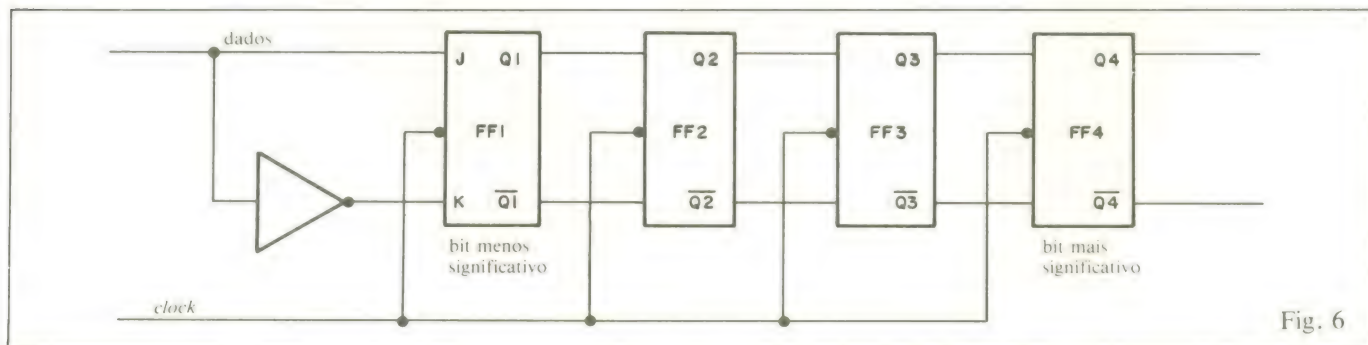 dados
J Q1
FF1
K Q1
bit menos
significativo
Q2
FF2
Q2
Q3
FF3
Q3
Q4
FF4
Q4
bit mais
significativo
clock
Fig. 6